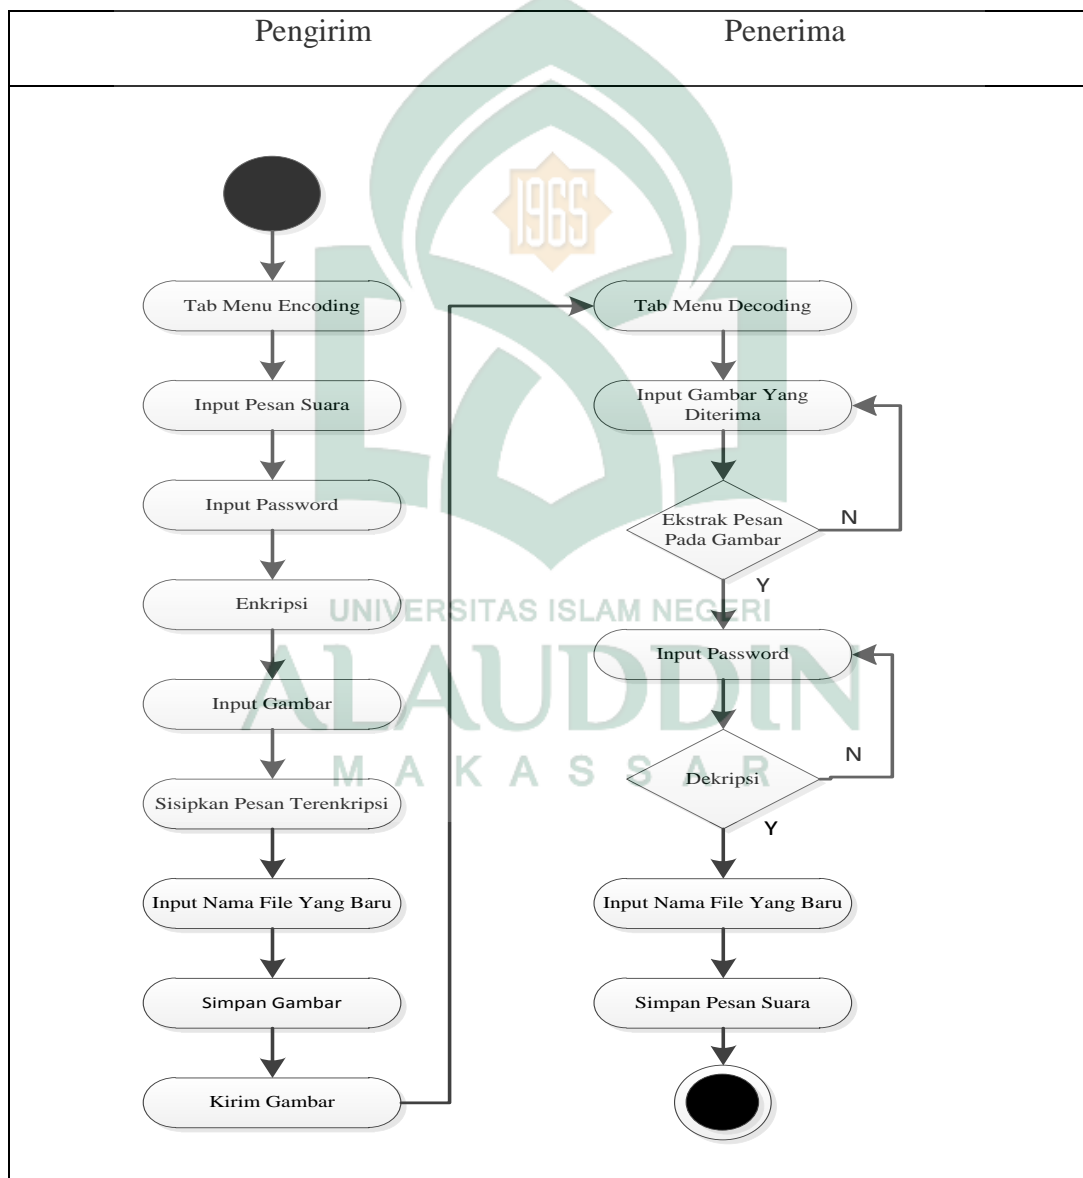 Pengirim
Penerima
1965
Tab Menu Encoding
Input Pesan Suara
Input Password
Enkripsi
Input Gambar
Sisipkan Pesan Terenkripsi
Input Nama File Yang Baru
Simpan Gambar
Kirim Gambar
Tab Menu Decoding
Input Gambar Yang
Diterima
Ekstrak Pesan
Pada Gambar
N
Y
Input Password
Dekripsi
N
Y
Input Nama File Yang Baru
Simpan Pesan Suara
UNIVERSITAS ISLAM NEGERI
ALAUDDIN
MAKASSAR